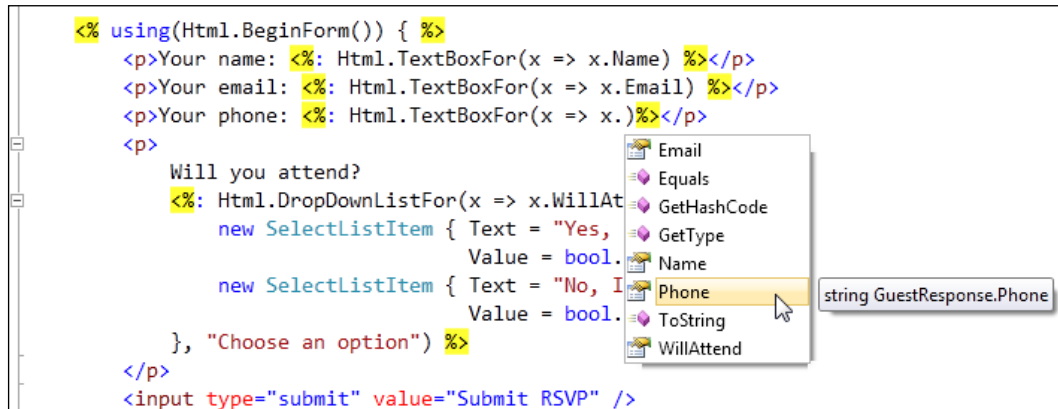 <% using(Html.BeginForm()) { %>
<p>Your name: <%: Html.TextBoxFor(x => x.Name) %></p>
<p>Your email: <%: Html.TextBoxFor(x => x.Email) %></p>
<p>Your phone: <%: Html.TextBoxFor(x => x.)%></p>
<p>
Will you attend?
<%: Html.DropDownListFor(x => x.WillAt
new SelectListItem { Text = "Yes,
Value = bool.
new SelectListItem { Text = "No, I
Value = bool.
}, "Choose an option") %>
</p>
<input type="submit" value="Submit RSVP" />
Email
Equals
GetHashCode
GetType
Name
Phone
ToString
WillAttend
string GuestResponse.Phone